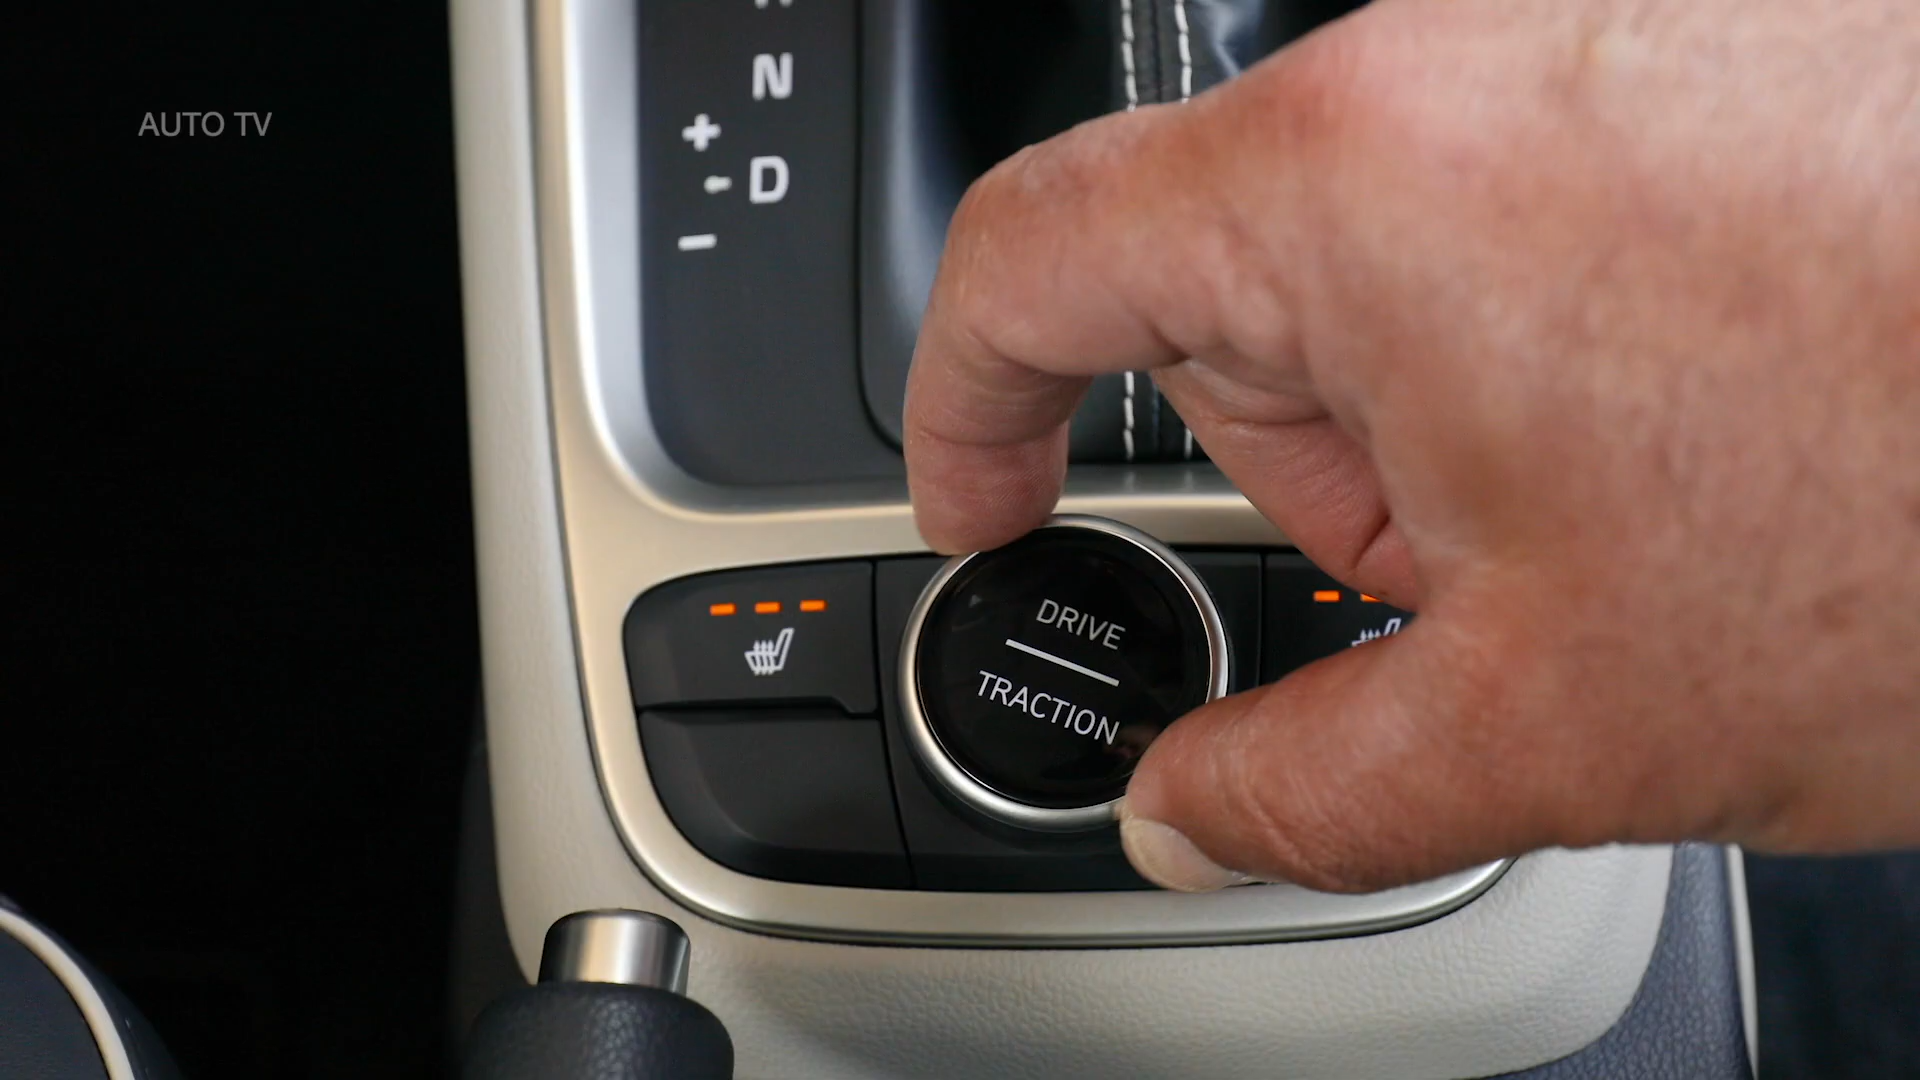 AUTO TV
N
+
D
−
DRIVE
TRACTION